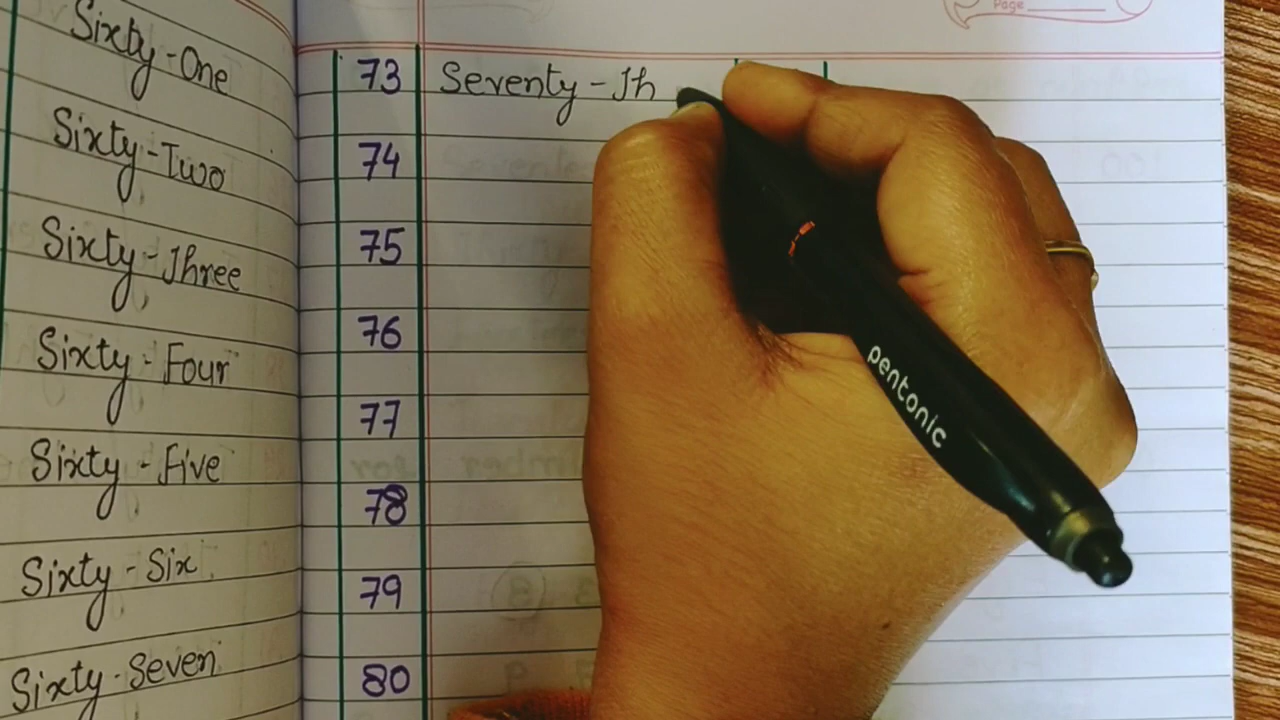 Sixty-One
Sixty-Two
Sixty-Three
Sixty-Four
Sixty-Five
Sixty-Six
Sixty-Seven
Page
73 Seventy-Th
74
75
76
77
78
79
80
pentonic